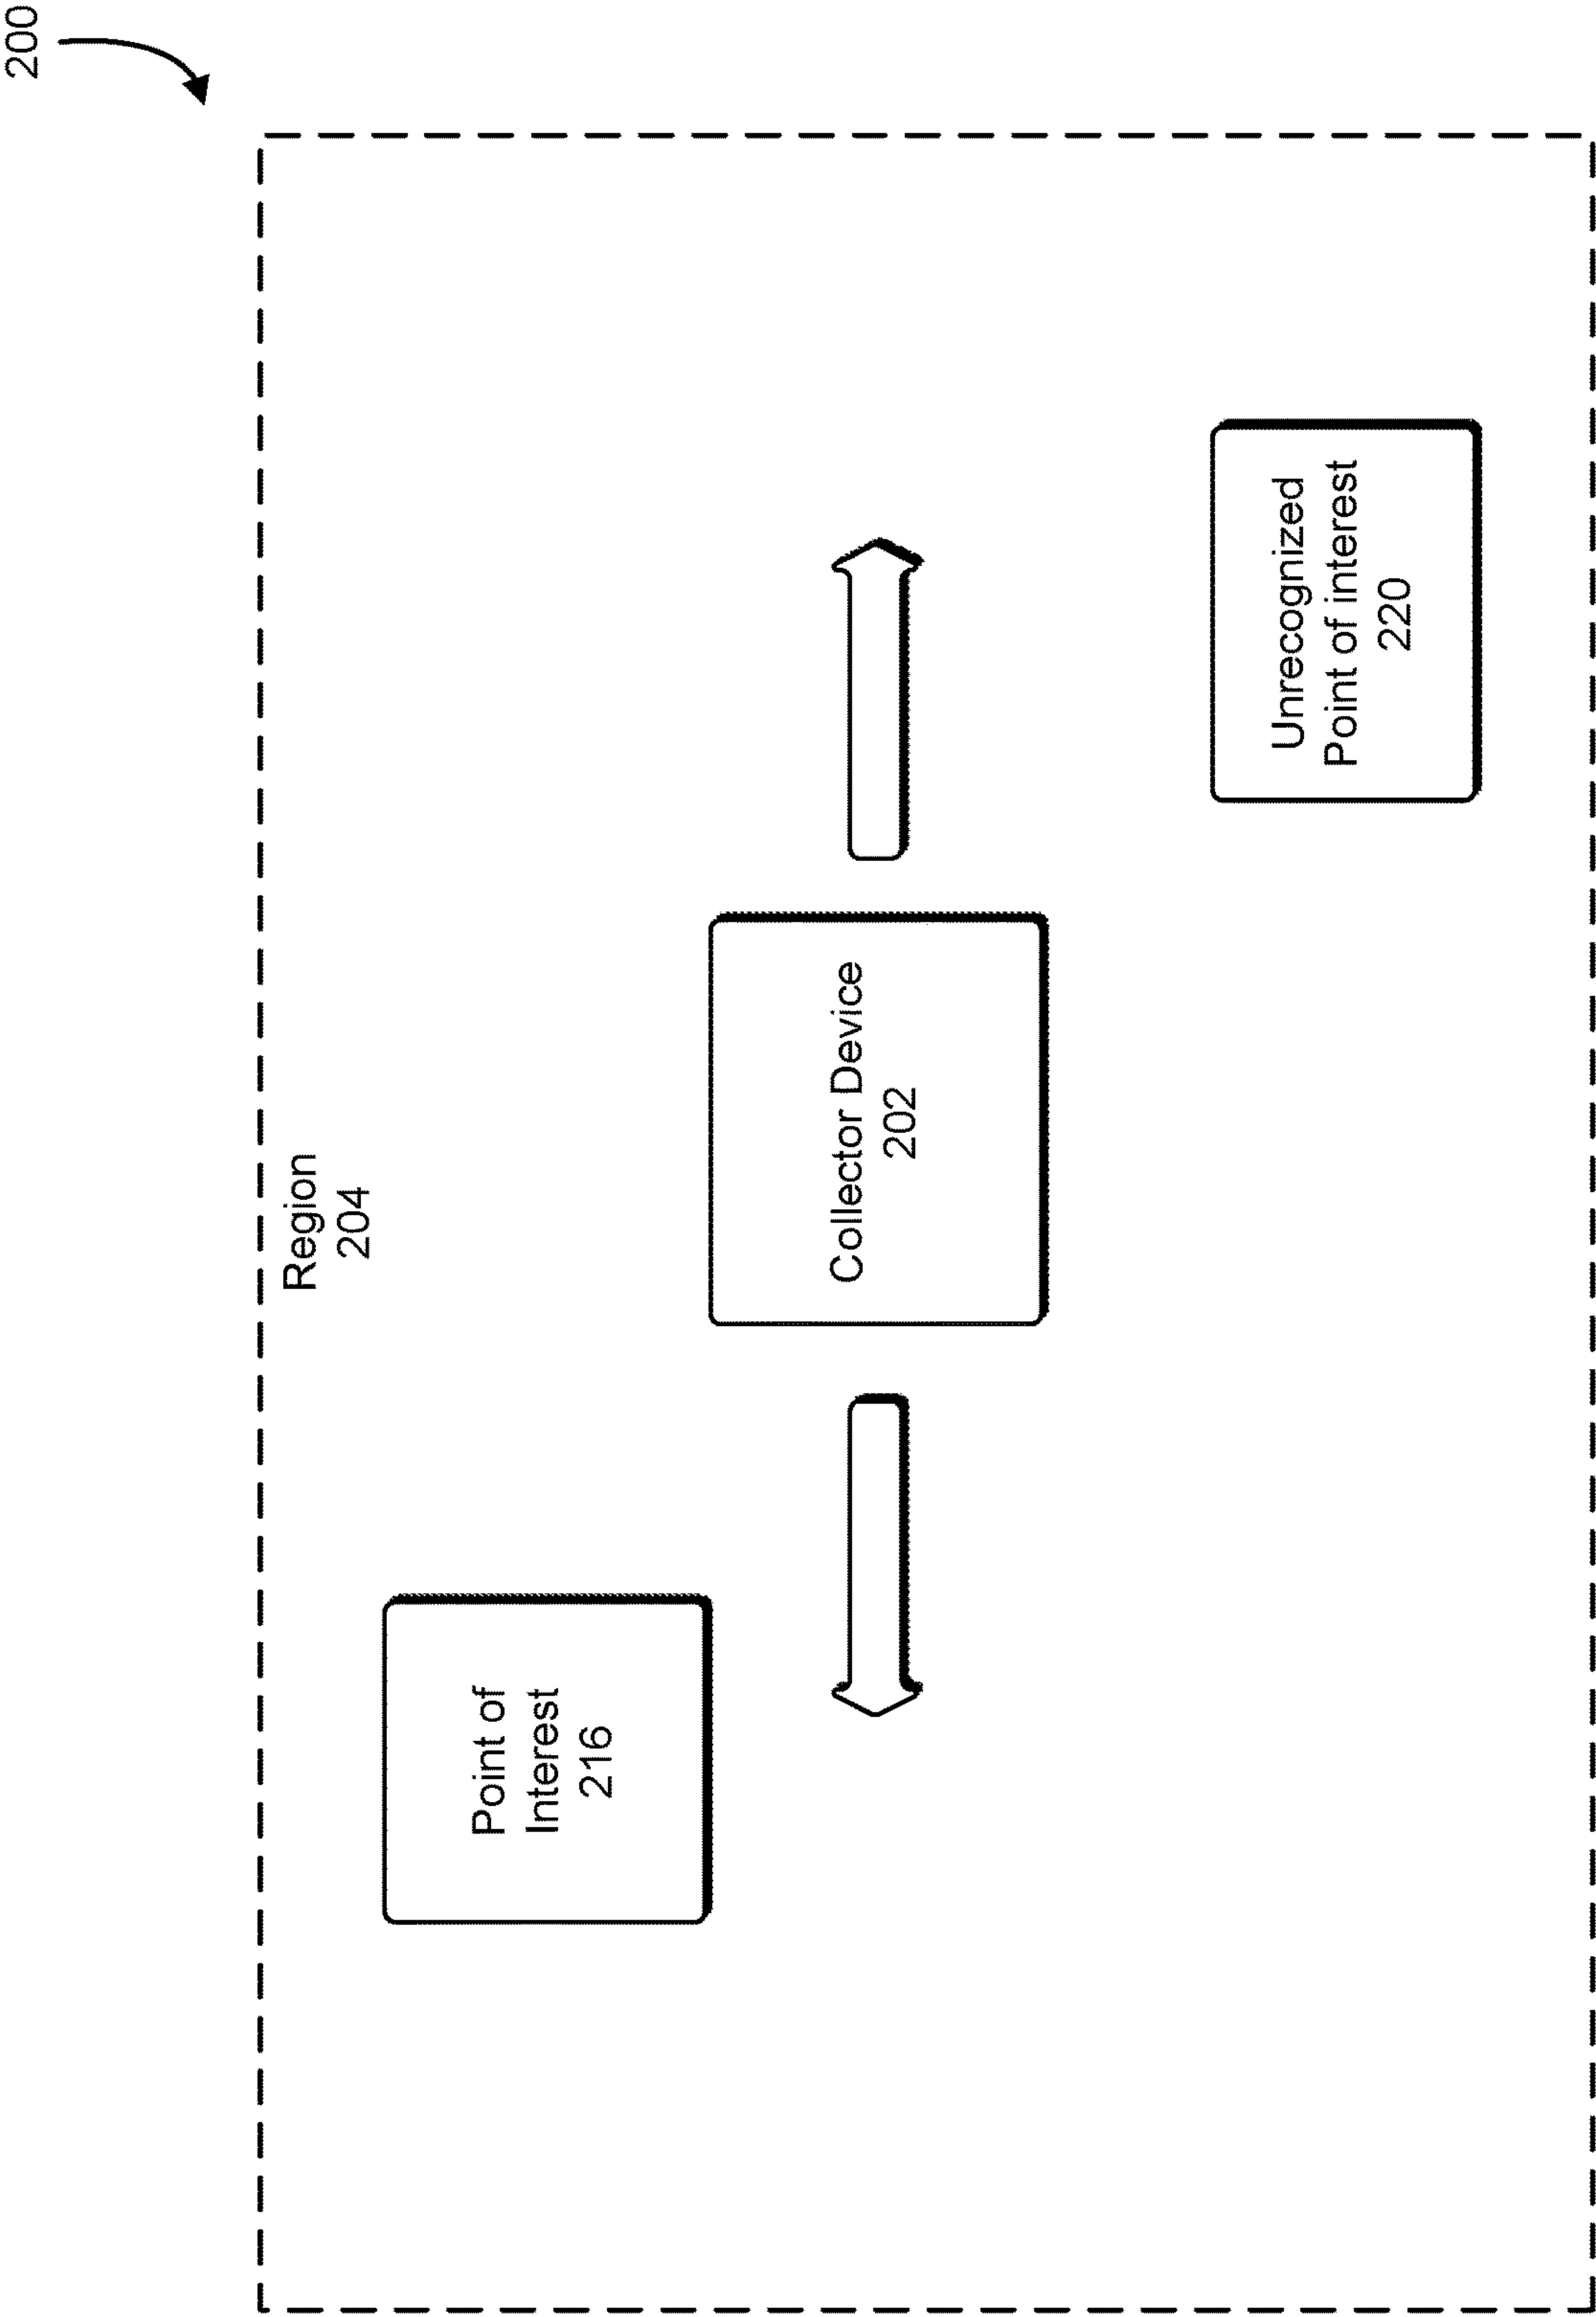 200
Region
204
Point of
Interest
216
Collector Device
202
Unrecognized
Point of interest
220